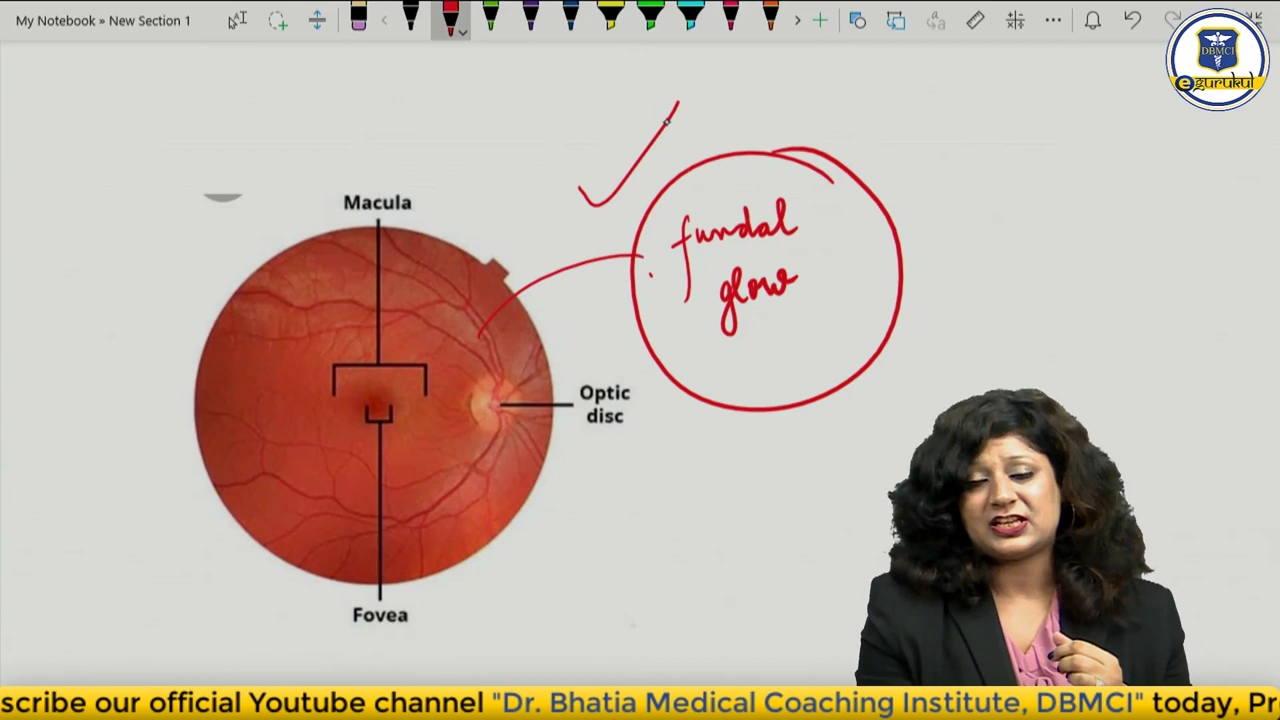 My Notebook » New Section 1
DBMCI
egurukul
Macula
fundal
glow
Optic
disc
Fovea
scribe our official Youtube channel "Dr. Bhatia Medical Coaching Institute, DBMCI" today, Pr